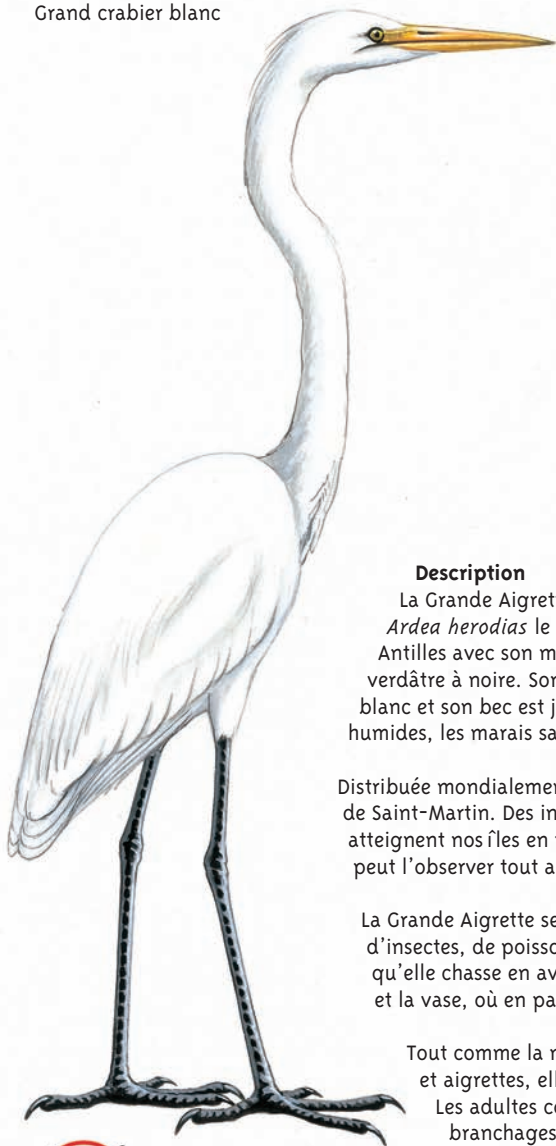 Grand crabier blanc
Description
La Grande Aigret
Ardea herodias le
Antilles avec son m
verdâtre à noire. Son
blanc et son bec est j
humides, les marais sa
Distribuée mondialemen
de Saint-Martin. Des in
atteignent nos îles en
peut l'observer tout a
La Grande Aigrette se
d'insectes, de poisso
qu'elle chasse en av
et la vase, où en pa
Tout comme la
et aigrettes, ell
Les adultes c
branchages